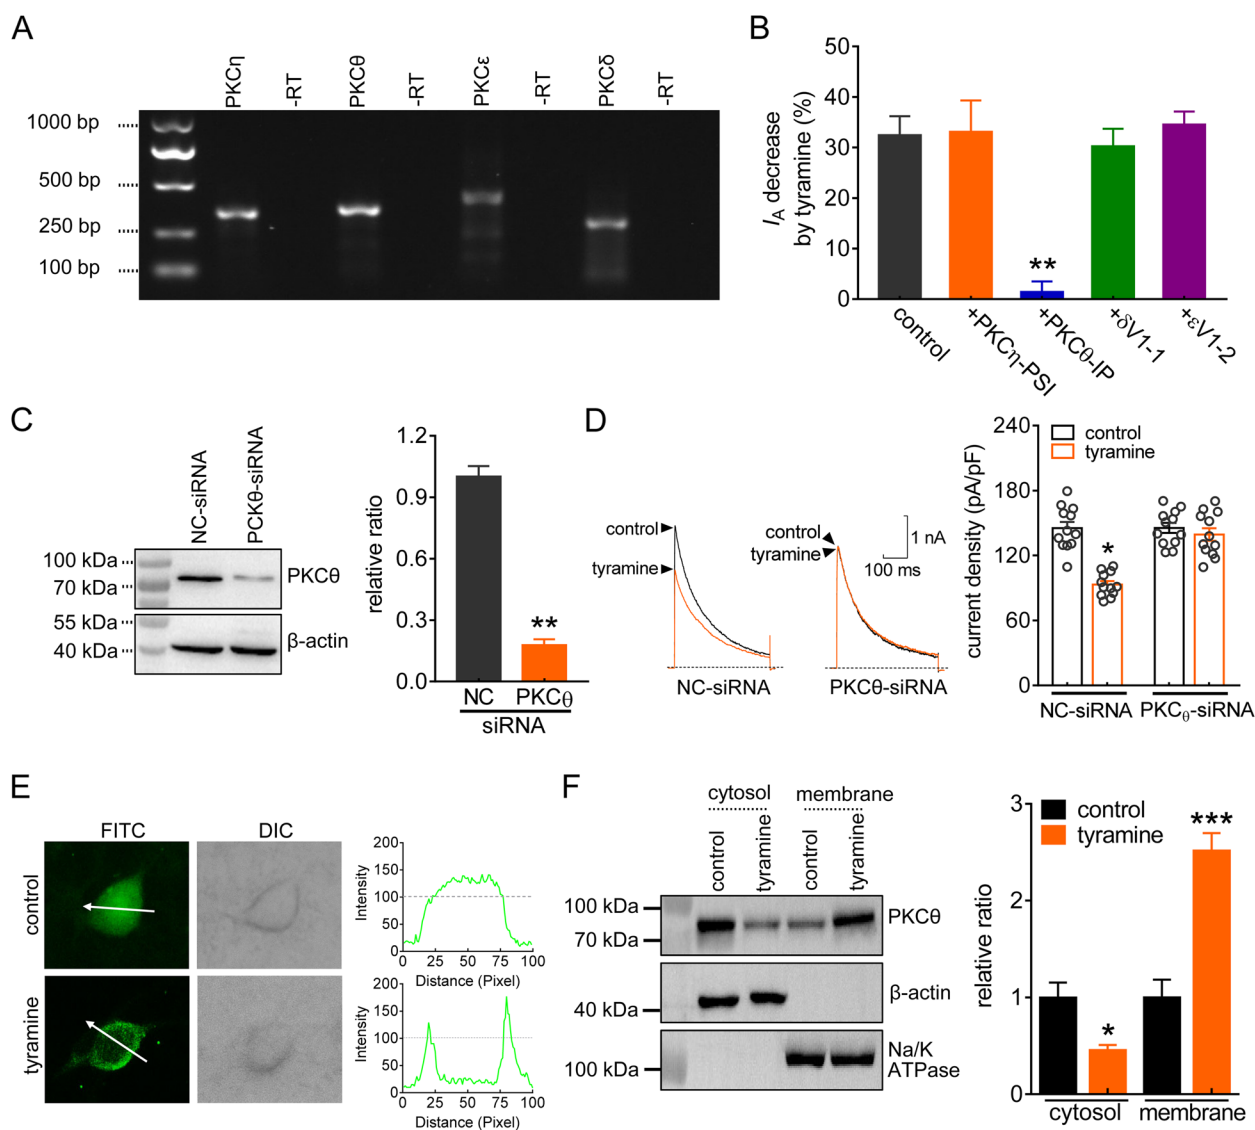 A
PKCη
-RT
PKCθ
-RT
PKCε
-RT
PKCδ
-RT
1000 bp
500 bp
250 bp
100 bp
B
IA decrease
by tyramine (%)
50
40
30
20
10
0
**
control
+PKCη-PSI
+PKCθ-IP
+δV1-1
+εV1-2
C
NC-siRNA
PCKθ-siRNA
100 kDa
70 kDa
55 kDa
40 kDa
PKCθ
β-actin
relative ratio
1.2
0.9
0.6
0.3
0.0
**
NC
PKCθ
siRNA
D
control
tyramine
NC-siRNA
control
tyramine
1 nA
100 ms
PKCθ-siRNA
current density (pA/pF)
240
180
120
60
0
control
tyramine
*
NC-siRNA
PKCθ-siRNA
E
FITC
DIC
control
tyramine
Intensity
200
150
100
50
0
0 25 50 75 100
Distance (Pixel)
Intensity
200
150
100
50
0
0 25 50 75 100
Distance (Pixel)
F
cytosol
membrane
control
tyramine
control
tyramine
100 kDa
70 kDa
40 kDa
100 kDa
PKCθ
β-actin
Na/K
ATPase
relative ratio
3
2
1
0
control
tyramine
*
***
cytosol
membrane